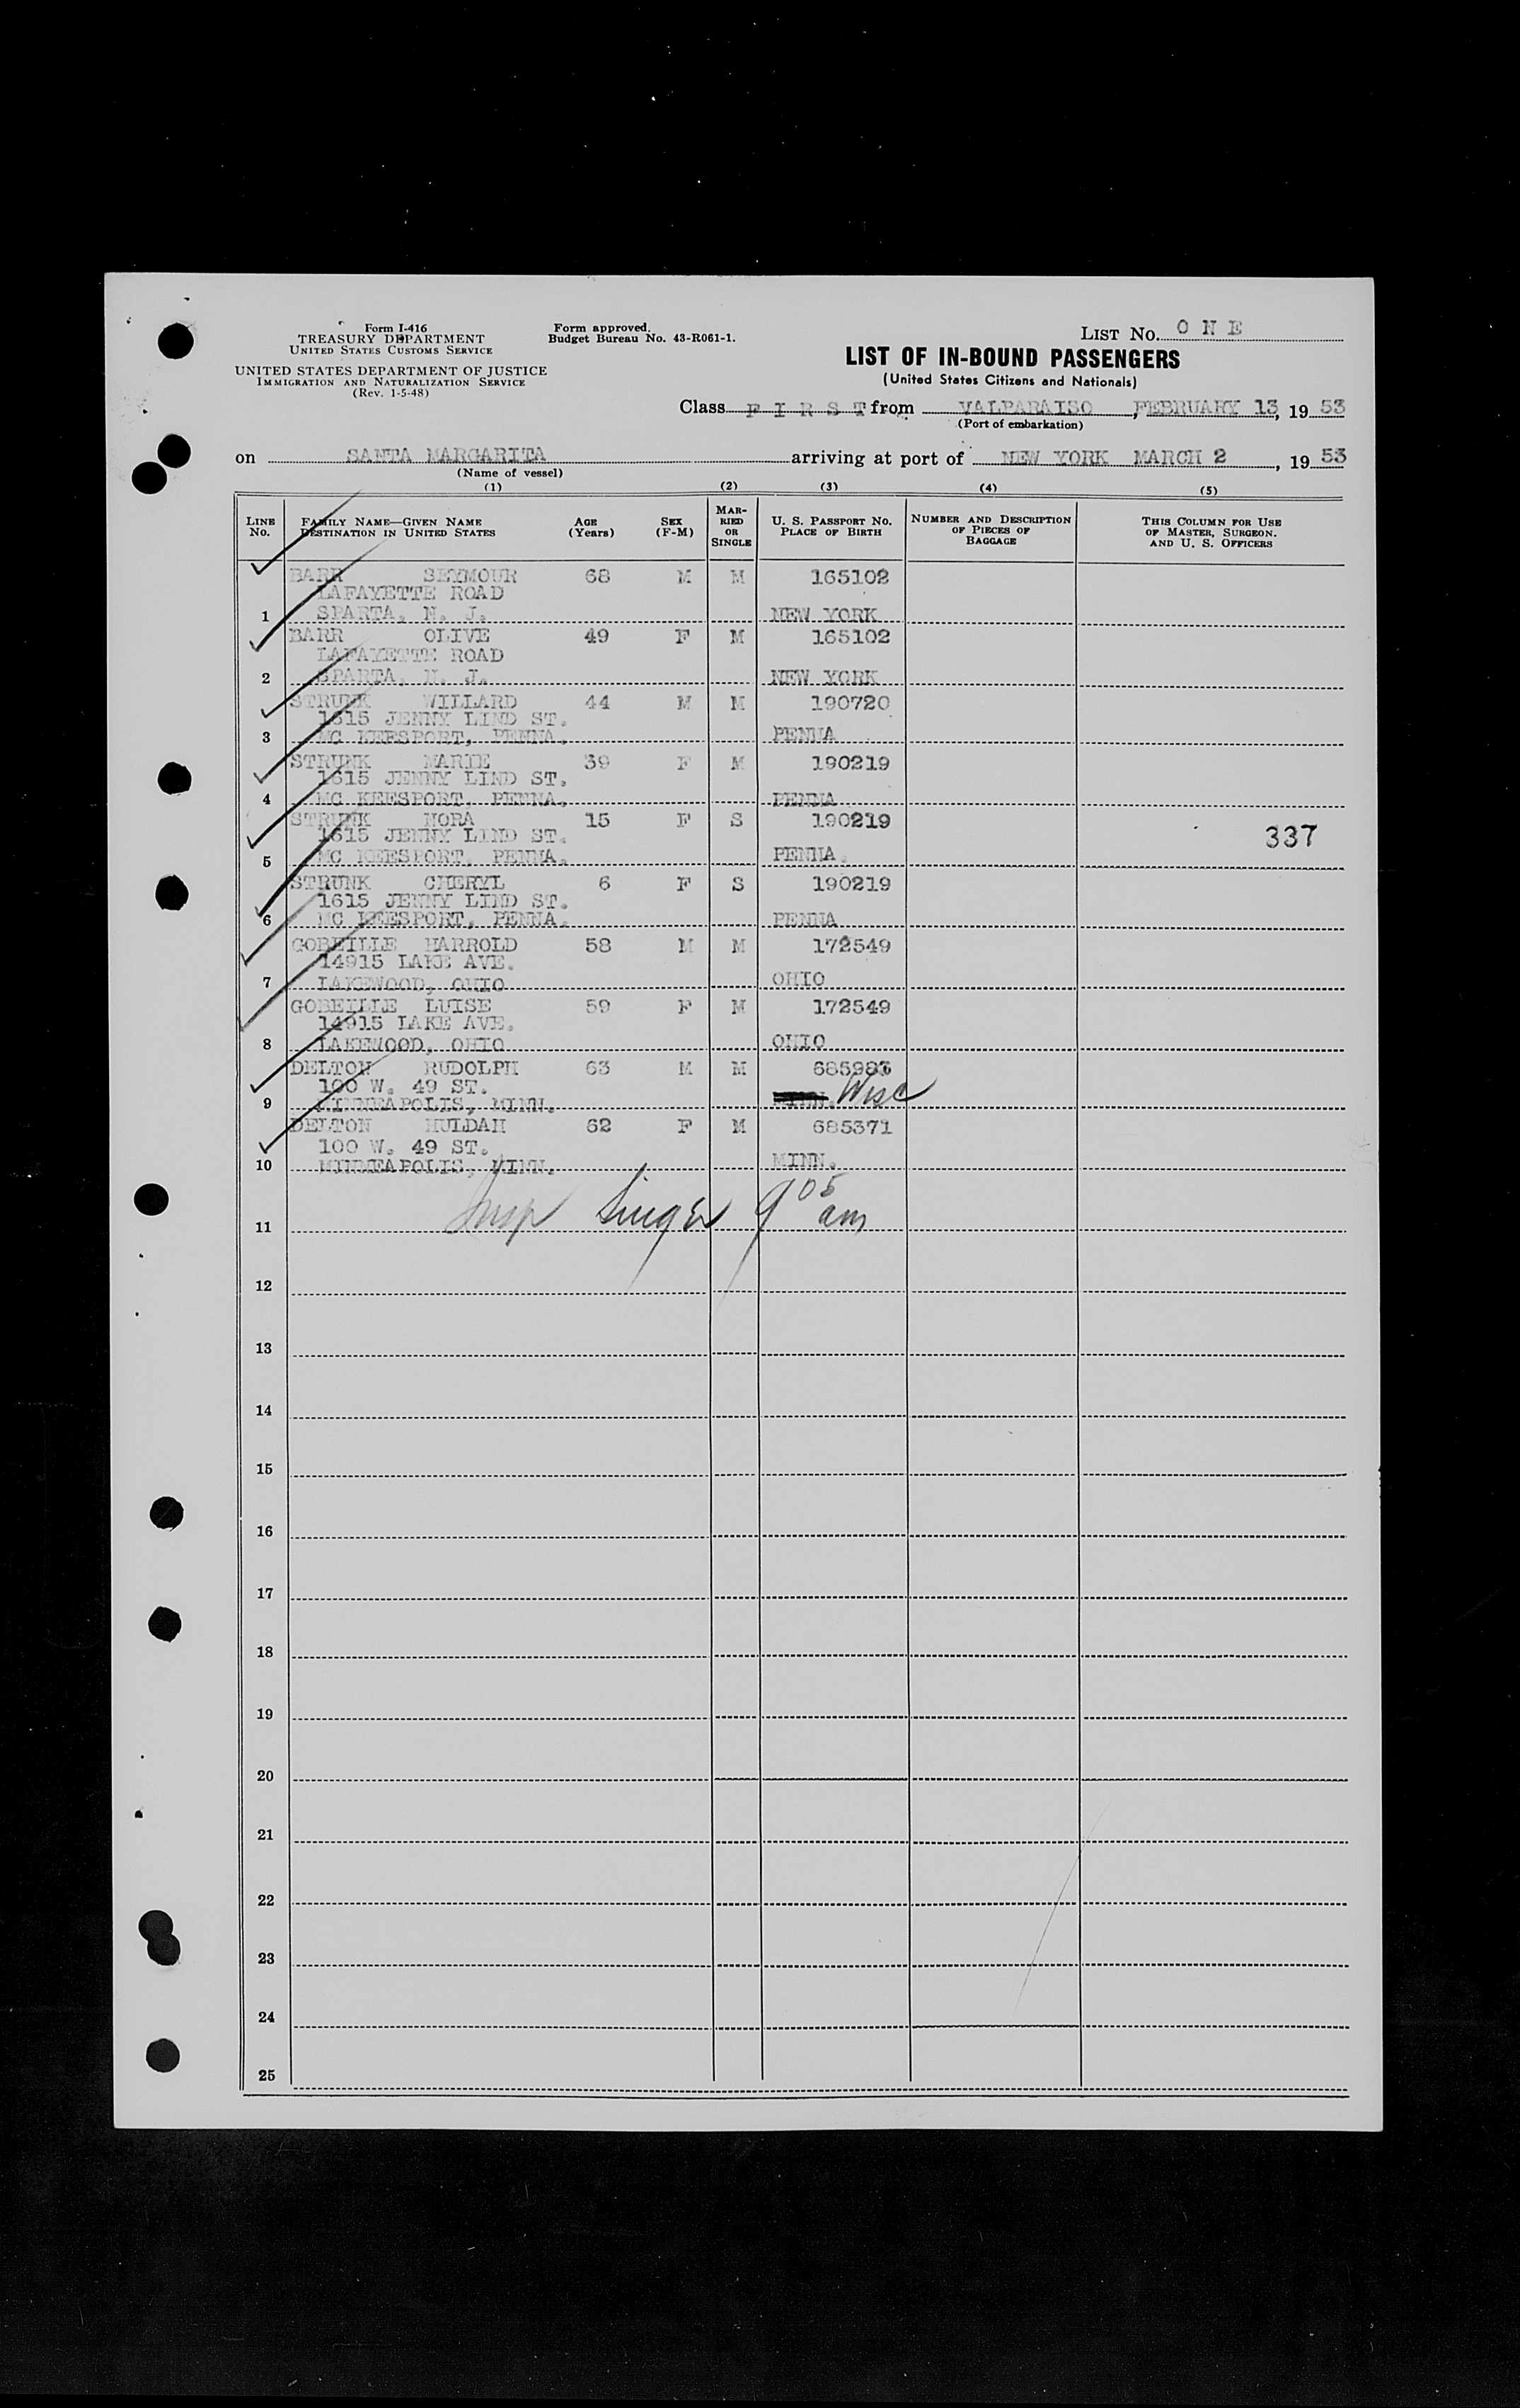 Form I-416
TREASURY DEPARTMENT
UNITED STATES CUSTOMS SERVICE
UNITED STATES DEPARTMENT OF JUSTICE
IMMIGRATION AND NATURALIZATION SERVICE
(Rev. 1-5-48)
Form approved.
Budget Bureau No. 43-R061-1.
LIST No. O N E
LIST OF IN-BOUND PASSENGERS
(United States Citizens and Nationals)
Class F I R S T from VALPARAISO, FEBRUARY 13, 19 53
(Port of embarkation)
on SANTA MARGARITA arriving at port of NEW YORK MARCH 2, 19 53
(Name of vessel)
(1) (2) (3) (4) (5)
LINE No.
FAMILY NAME—GIVEN NAME
DESTINATION IN UNITED STATES
AGE (Years)
SEX (F-M)
MARRIED OR SINGLE
U. S. PASSPORT NO.
PLACE OF BIRTH
NUMBER AND DESCRIPTION OF PIECES OF BAGGAGE
THIS COLUMN FOR USE OF MASTER, SURGEON. AND U. S. OFFICERS
BARR SEYMOUR 68 M M 165102
LAFAYETTE ROAD
1 SPARTA, N. J. NEW YORK
BARR OLIVE 49 F M 165102
LAFAYETTE ROAD
2 SPARTA, N. J. NEW YORK
STRUNK WILLARD 44 M M 190720
1615 JENNY LIND ST.
3 MC KEESPORT, PENNA. PENNA
STRUNK MARIE 39 F M 190219
1615 JENNY LIND ST.
4 MC KEESPORT, PENNA. PENNA
STRUNK NORA 15 F S 190219
1615 JENNY LIND ST.
337
5 MC KEESPORT, PENNA. PENNA.
STRUNK CHERYL 6 F S 190219
1615 JENNY LIND ST.
6 MC KEESPORT, PENNA. PENNA
GOBEILLE HARROLD 58 M M 172549
14915 LAKE AVE.
7 LAKEWOOD, OHIO OHIO
GOBEILLE LUISE 59 F M 172549
14915 LAKE AVE.
8 LAKEWOOD, OHIO OHIO
DELTON RUDOLPH 63 M M 685983
100 W. 49 ST.
9 MINNEAPOLIS, MINN. MINN. Wisc
DELTON HULDAH 62 F M 685371
100 W. 49 ST.
10 MINNEAPOLIS, MINN. MINN.
Insp Singer 9 05 am
11
12
13
14
15
16
17
18
19
20
21
22
23
24
25